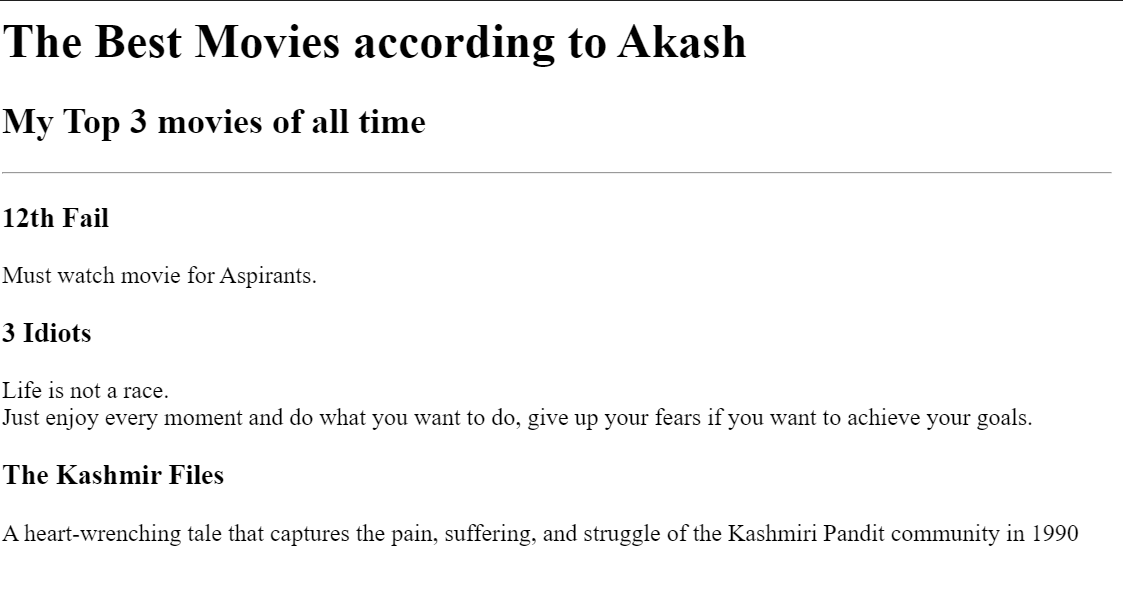 The Best Movies according to Akash
My Top 3 movies of all time
12th Fail
Must watch movie for Aspirants.
3 Idiots
Life is not a race.
Just enjoy every moment and do what you want to do, give up your fears if you want to achieve your goals.
The Kashmir Files
A heart-wrenching tale that captures the pain, suffering, and struggle of the Kashmiri Pandit community in 1990